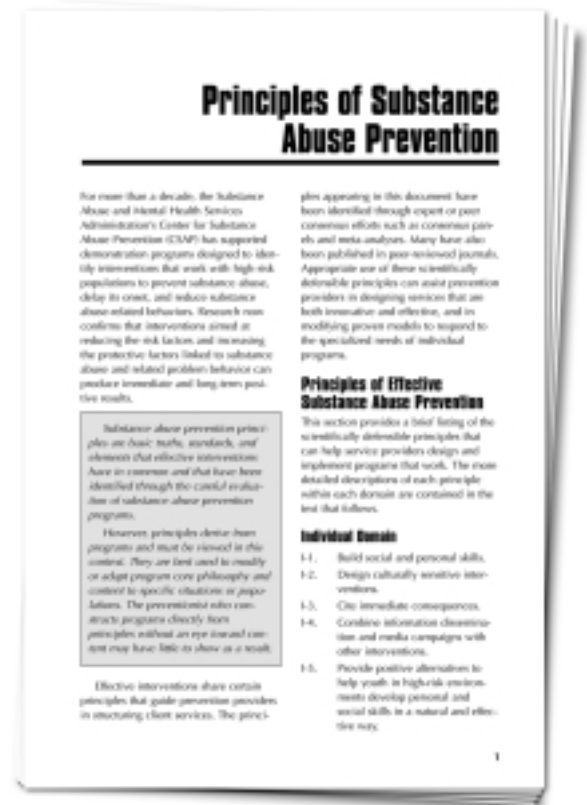 Principles of Substance
Abuse Prevention
For more than a decade, the Substance
Abuse and Mental Health Services
Administration's Center for Substance
Abuse Prevention (CSAP) has supported
demonstration programs designed to iden-
tify interventions that work with high-risk
populations to prevent substance abuse,
delay its onset, and reduce substance
abuse-related behaviors. Research now
confirms that interventions aimed at
reducing the risk factors and increasing
the protective factors linked to substance
abuse and related problem behavior can
produce immediate and long-term posi-
tive results.
Substance abuse prevention princi-
ples are basic truths, standards, and
elements that effective interventions
have in common and that have been
identified through the careful evalua-
tion of substance abuse prevention
programs.
However, principles derive from
programs and must be viewed in this
context. They are best used to modify
or adapt program core philosophy and
content to specific situations or popu-
lations. The preventionist who con-
structs programs directly from
principles without an eye toward con-
tent may have little to show as a result.
Effective interventions share certain
principles that guide prevention providers
in structuring client services. The princi-
ples appearing in this document have
been identified through expert or peer
consensus efforts such as consensus pan-
els and meta-analyses. Many have also
been published in peer-reviewed journals.
Appropriate use of these scientifically
defensible principles can assist prevention
providers in designing services that are
both innovative and effective, and in
modifying proven models to respond to
the specialized needs of individual
programs.
Principles of Effective
Substance Abuse Prevention
This section provides a brief listing of the
scientifically defensible principles that
can help service providers design and
implement programs that work. The more
detailed descriptions of each principle
within each domain are contained in the
text that follows.
Individual Domain
I-1. Build social and personal skills.
I-2. Design culturally sensitive inter-
ventions.
I-3. Cite immediate consequences.
I-4. Combine information dissemina-
tion and media campaigns with
other interventions.
I-5. Provide positive alternatives to
help youth in high-risk environ-
ments develop personal and
social skills in a natural and effec-
tive way.
1